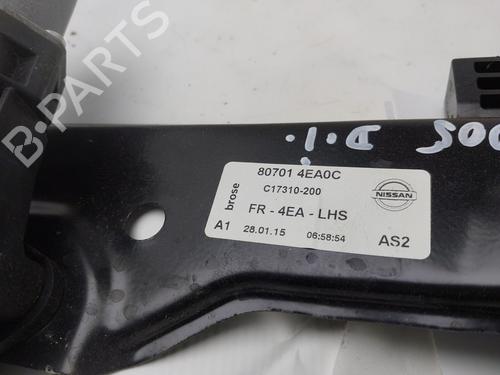 B-PARTS
D.I.
80701 4EA0C
brose
C17310-200
NISSAN
FR - 4EA - LHS
A1 28.01.15 06:58:54 AS2